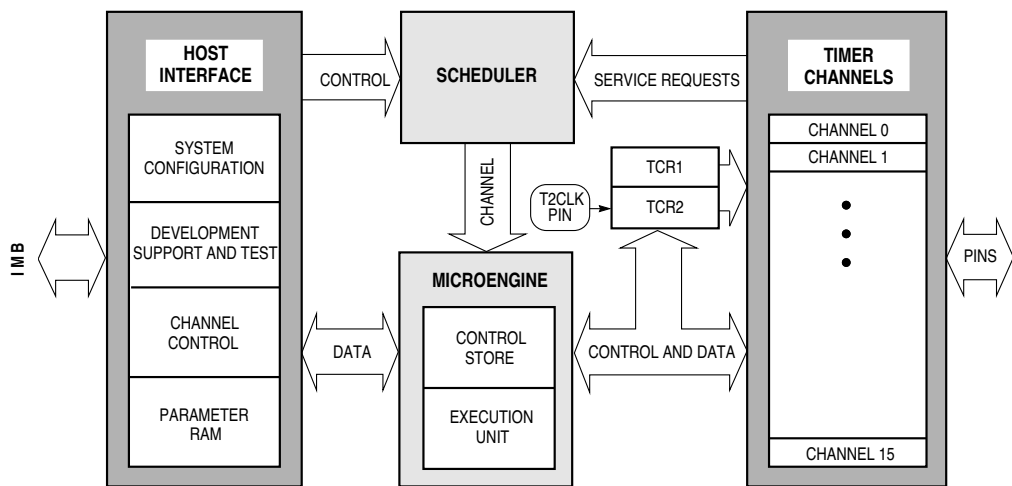 HOST
INTERFACE
SYSTEM
CONFIGURATION
DEVELOPMENT
SUPPORT AND TEST
CHANNEL
CONTROL
PARAMETER
RAM
IMB
CONTROL
SCHEDULER
SERVICE REQUESTS
CHANNEL
DATA
MICROENGINE
CONTROL
STORE
EXECUTION
UNIT
T2CLK
PIN
TCR1
TCR2
CONTROL AND DATA
TIMER
CHANNELS
CHANNEL 0
CHANNEL 1
CHANNEL 15
PINS